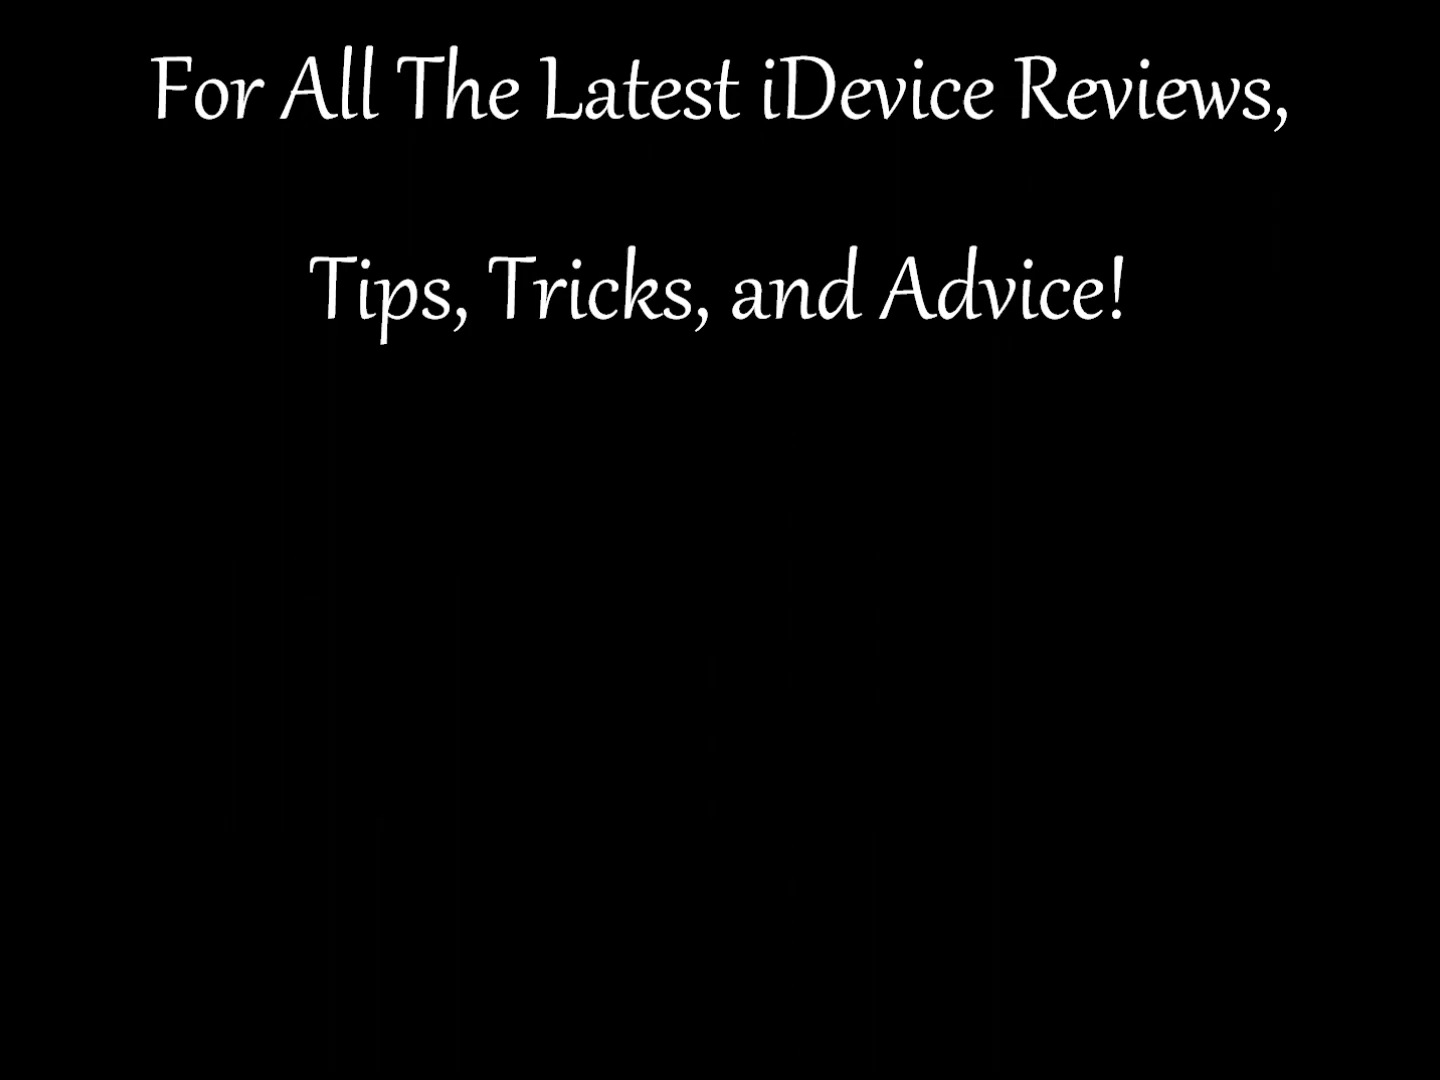 For All The Latest iDevice Reviews,
Tips, Tricks, and Advice!